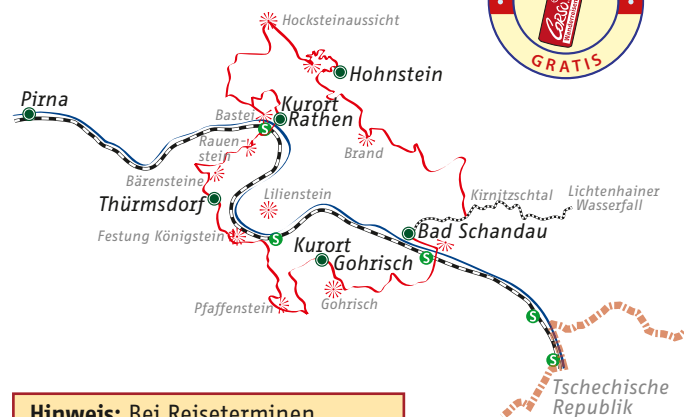 CORSO
GRATIS
Hocksteinaussicht
Hohnstein
Pirna
Kurort
Rathen
Bastei
S
Rauen-
stein
Brand
Bärensteine
Thürmsdorf
Lilienstein
Kirnitzschtal
Lichtenhainer
Wasserfall
Festung Königstein
S
Bad Schandau
Kurort
Gohrisch
S
Pfaffenstein
Gohrisch
S
S
Tschechische
Republik
Hinweis: Bei Reiseterminen